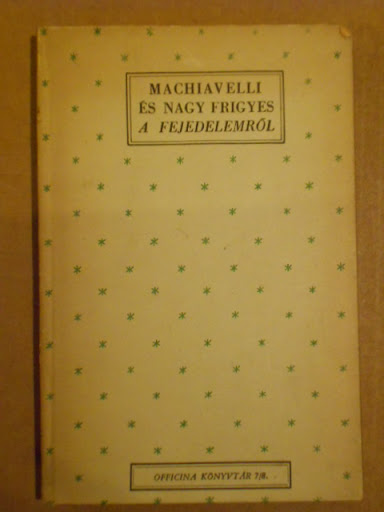 MACHIAVELLI
ÉS NAGY FRIGYES
A FEJEDELEMRŐL
OFFICINA KÖNYVTÁR 7/8.